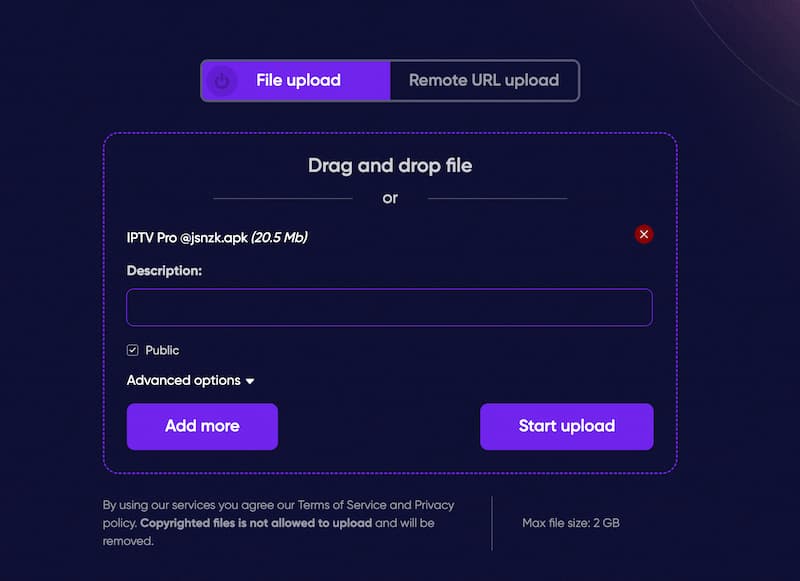 File upload
Remote URL upload
Drag and drop file
or
IPTV Pro @jsnzk.apk (20.5 Mb)
Description:
Public
Advanced options
Add more
Start upload
By using our services you agree our Terms of Service and Privacy
policy. Copyrighted files is not allowed to upload and will be
removed.
Max file size: 2 GB